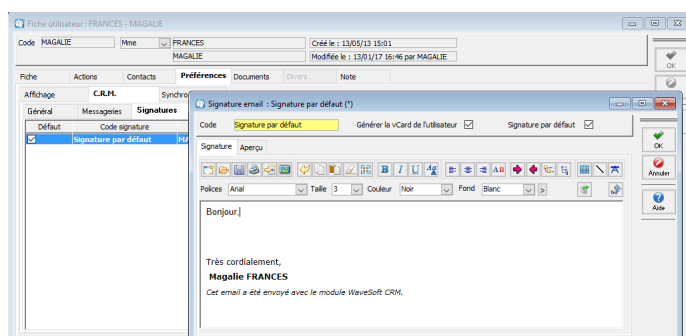 Fiche utilisateur : FRANCES - MAGALIE
Code MAGALIE Mme FRANCES Créé le : 13/05/13 15:01
MAGALIE Modifiée le : 13/01/17 16:46 par MAGALIE
OK
Fiche Actions Contacts Préférences Documents Divers Note
Affichage C.R.M.
Général Messageries Signatures
Défaut Code signature
Signature par défaut
Signature email : Signature par défaut (*)
Code Signature par défaut Générer la vCard de l'utilisateur Signature par défaut
OK
Annuler
Aide
Signature Aperçu
B I U
Polices Arial Taille 3 Couleur Noir Fond Blanc >
Bonjour,
Très cordialement,
Magalie FRANCES
Cet email a été envoyé avec le module WaveSoft CRM.